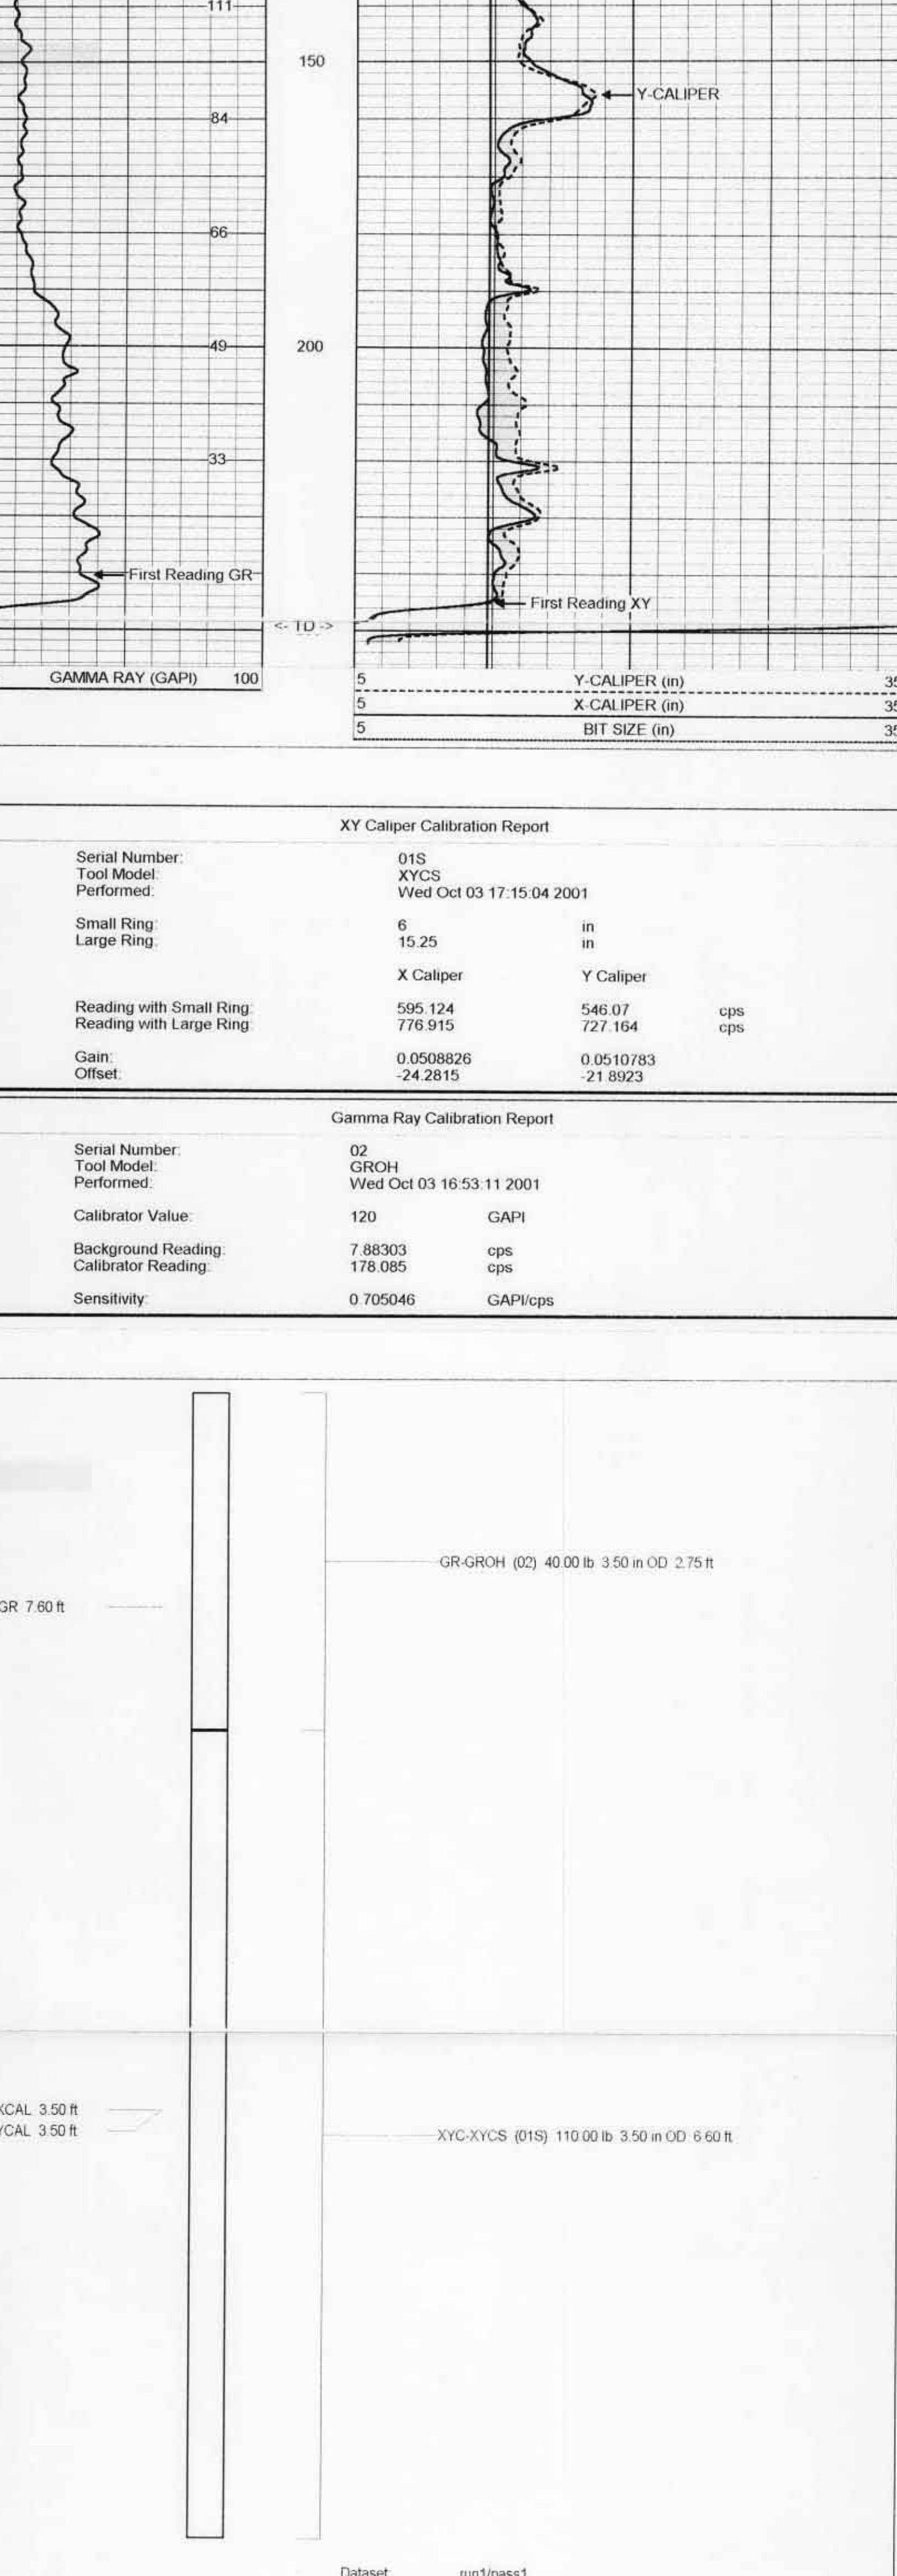 111
150
Y-CALIPER
84
66
49
200
33
First Reading GR
First Reading XY
<- TD ->
GAMMA RAY (GAPI) 100
5 Y-CALIPER (in) 35
5 X-CALIPER (in) 35
5 BIT SIZE (in) 35
XY Caliper Calibration Report
Serial Number: 01S
Tool Model: XYCS
Performed: Wed Oct 03 17:15:04 2001
Small Ring: 6 in
Large Ring: 15.25 in
X Caliper Y Caliper
Reading with Small Ring: 595.124 546.07 cps
Reading with Large Ring: 776.915 727.164 cps
Gain: 0.0508826 0.0510783
Offset: -24.2815 -21.8923
Gamma Ray Calibration Report
Serial Number: 02
Tool Model: GROH
Performed: Wed Oct 03 16:53:11 2001
Calibrator Value: 120 GAPI
Background Reading: 7.88303 cps
Calibrator Reading: 178.085 cps
Sensitivity: 0.705046 GAPI/cps
GR-GROH (02) 40.00 lb 3.50 in OD 2.75 ft
GR 7.60 ft
XCAL 3.50 ft
YCAL 3.50 ft
XYC-XYCS (01S) 110.00 lb 3.50 in OD 6.60 ft
Dataset run1/pass1